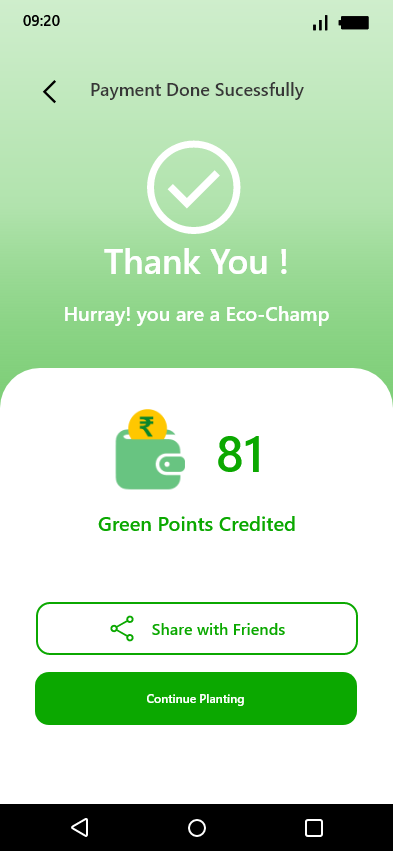 09:20
Payment Done Sucessfully
Thank You !
Hurray! you are a Eco-Champ
₹
81
Green Points Credited
Share with Friends
Continue Planting